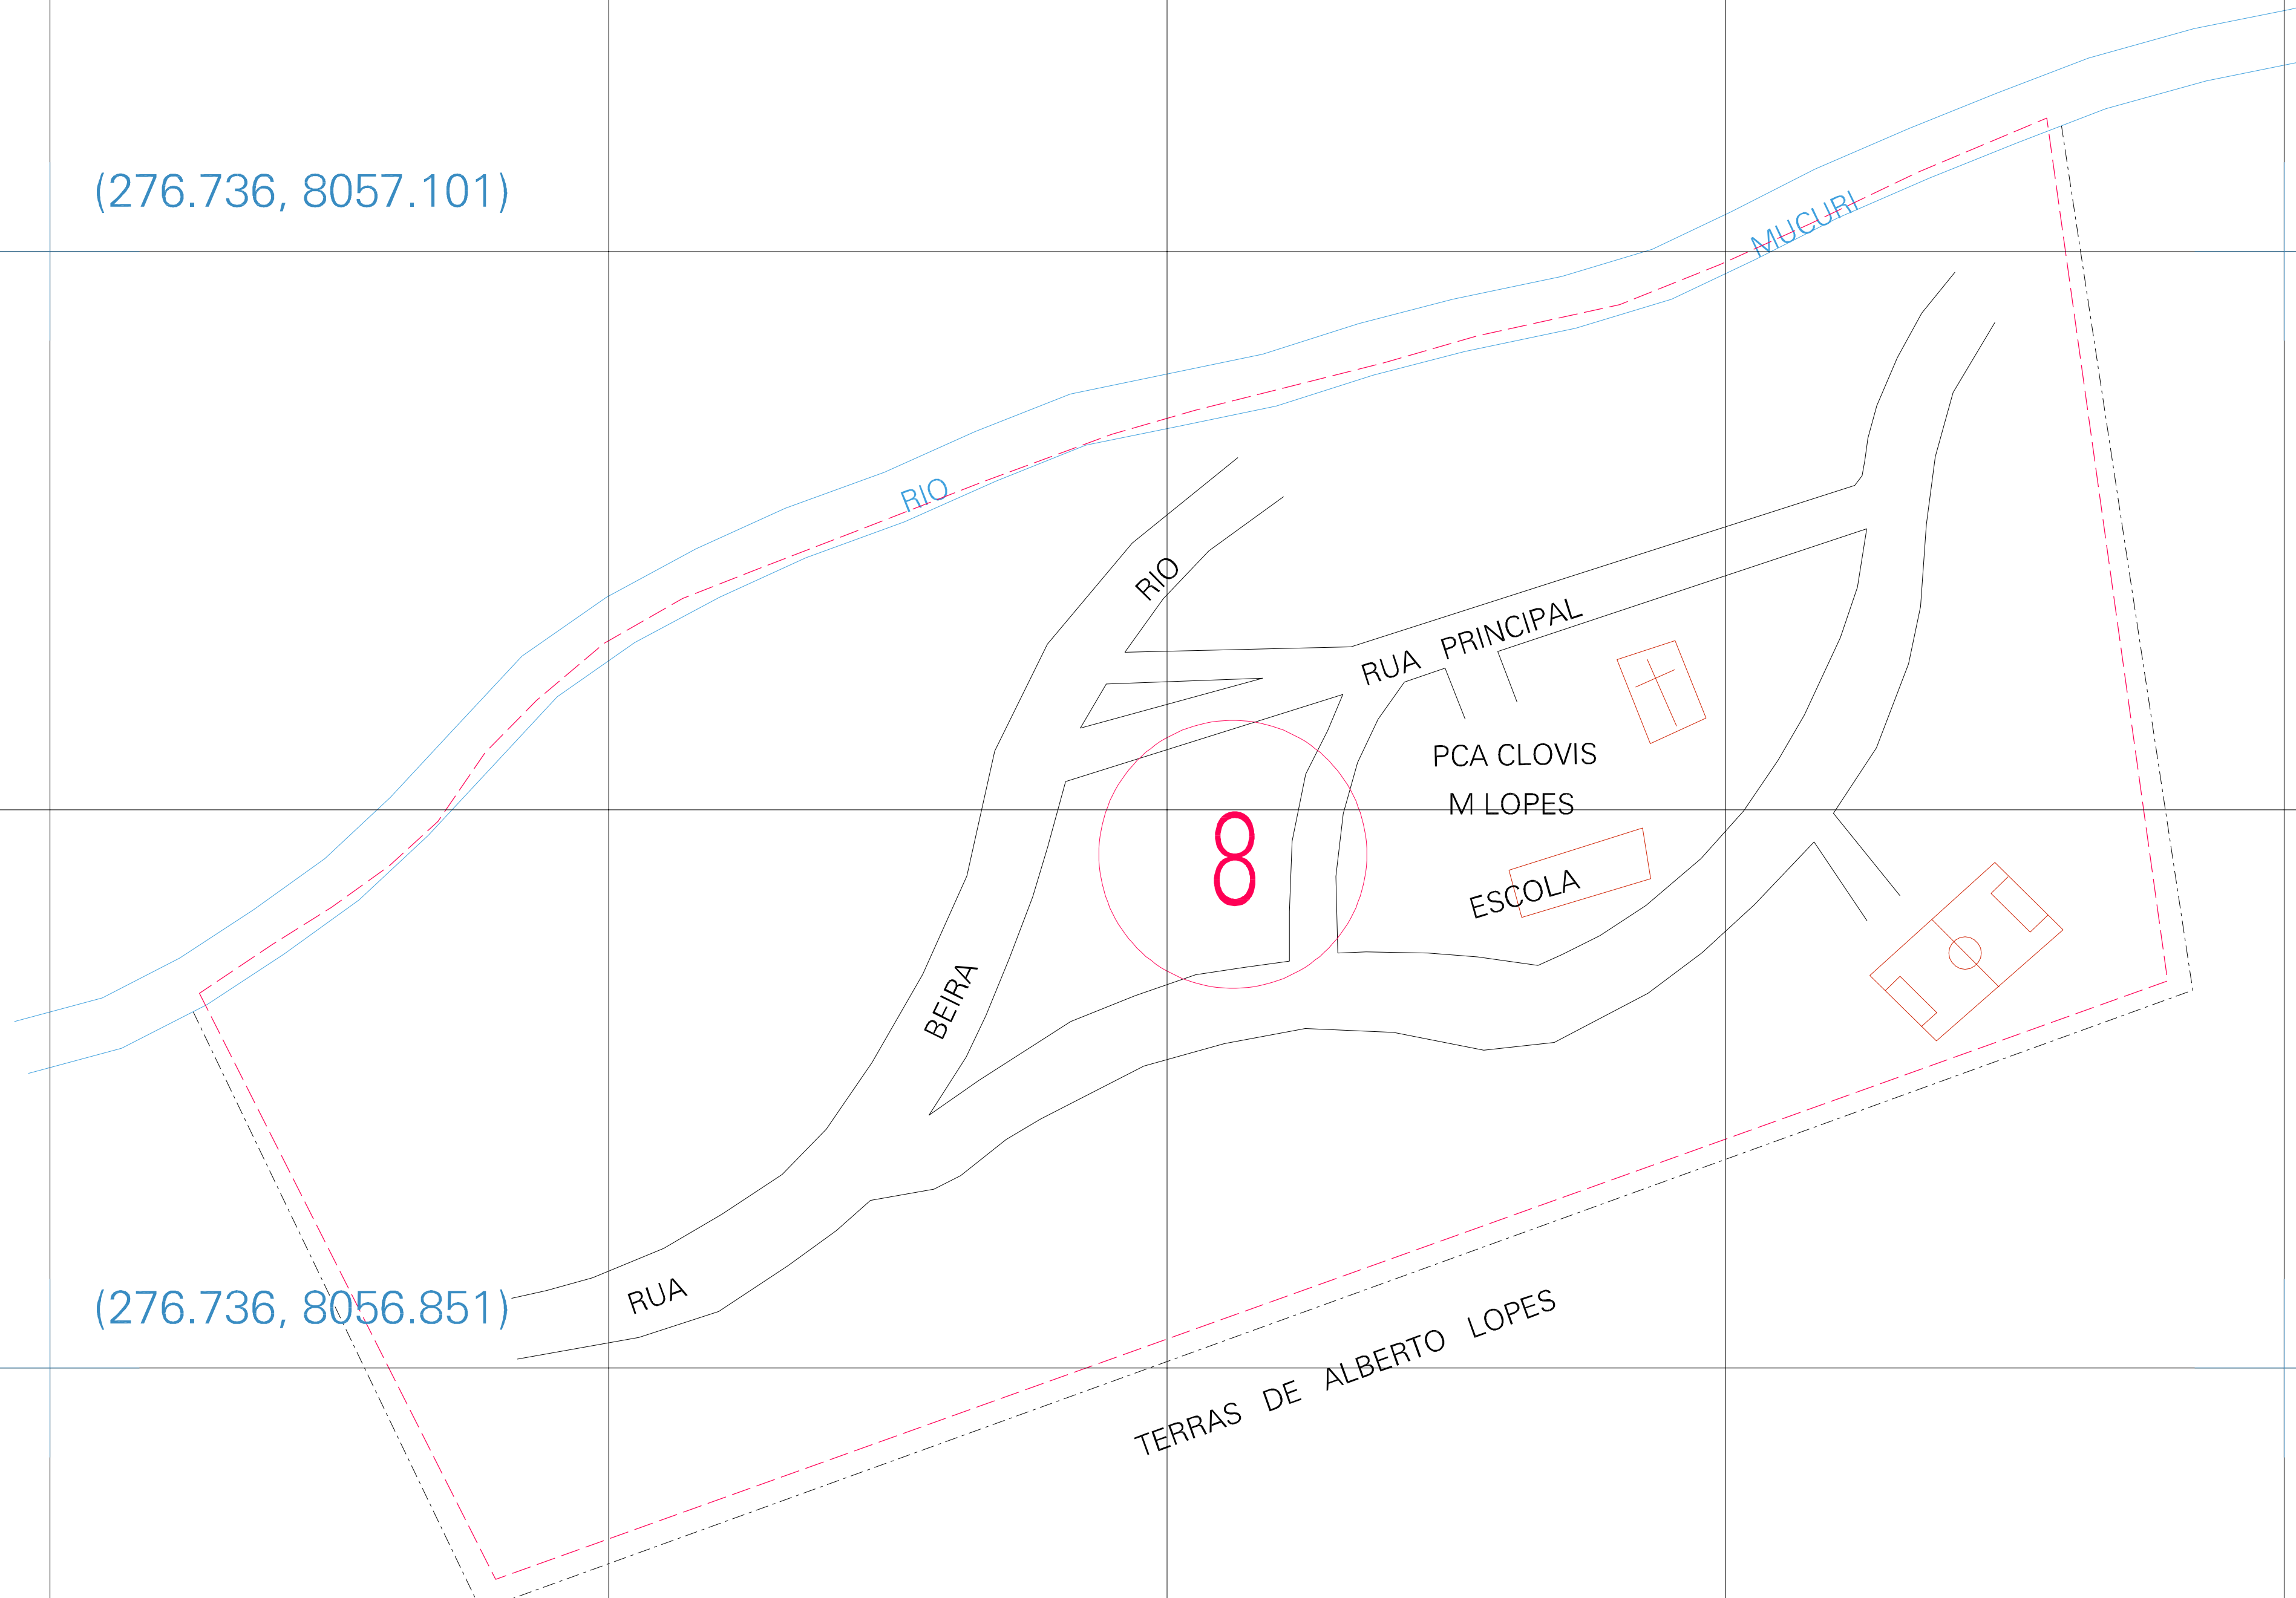 (276.736, 8057.101)
MUCURI
RIO
RIO
RUA PRINCIPAL
PCA CLOVIS
M LOPES
8
ESCOLA
BEIRA
RUA
(276.736, 8056.851)
TERRAS DE ALBERTO LOPES